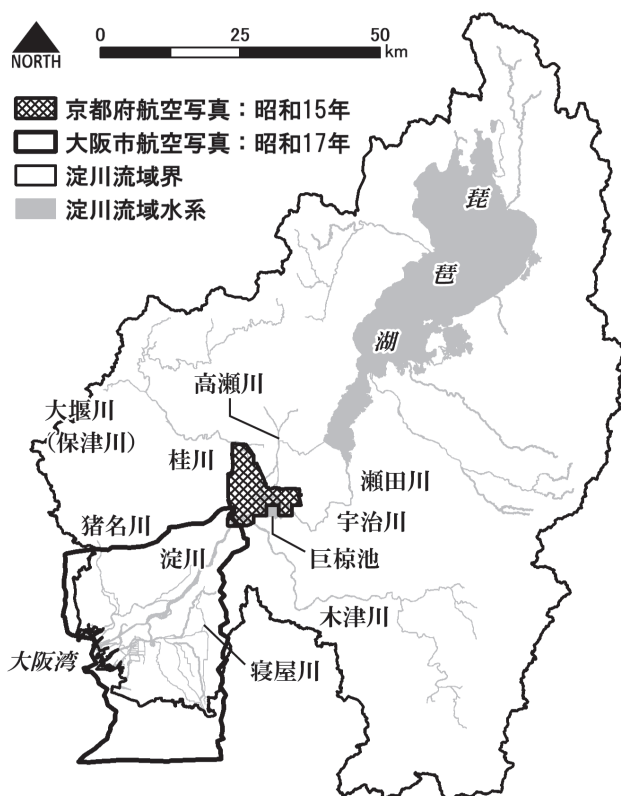 NORTH
0 25 50
km
京都府航空写真：昭和15年
大阪市航空写真：昭和17年
淀川流域界
淀川流域水系
琵
琶
湖
高瀬川
大堰川
（保津川）
桂川
瀬田川
猪名川
宇治川
淀川
巨椋池
木津川
大阪湾
寝屋川